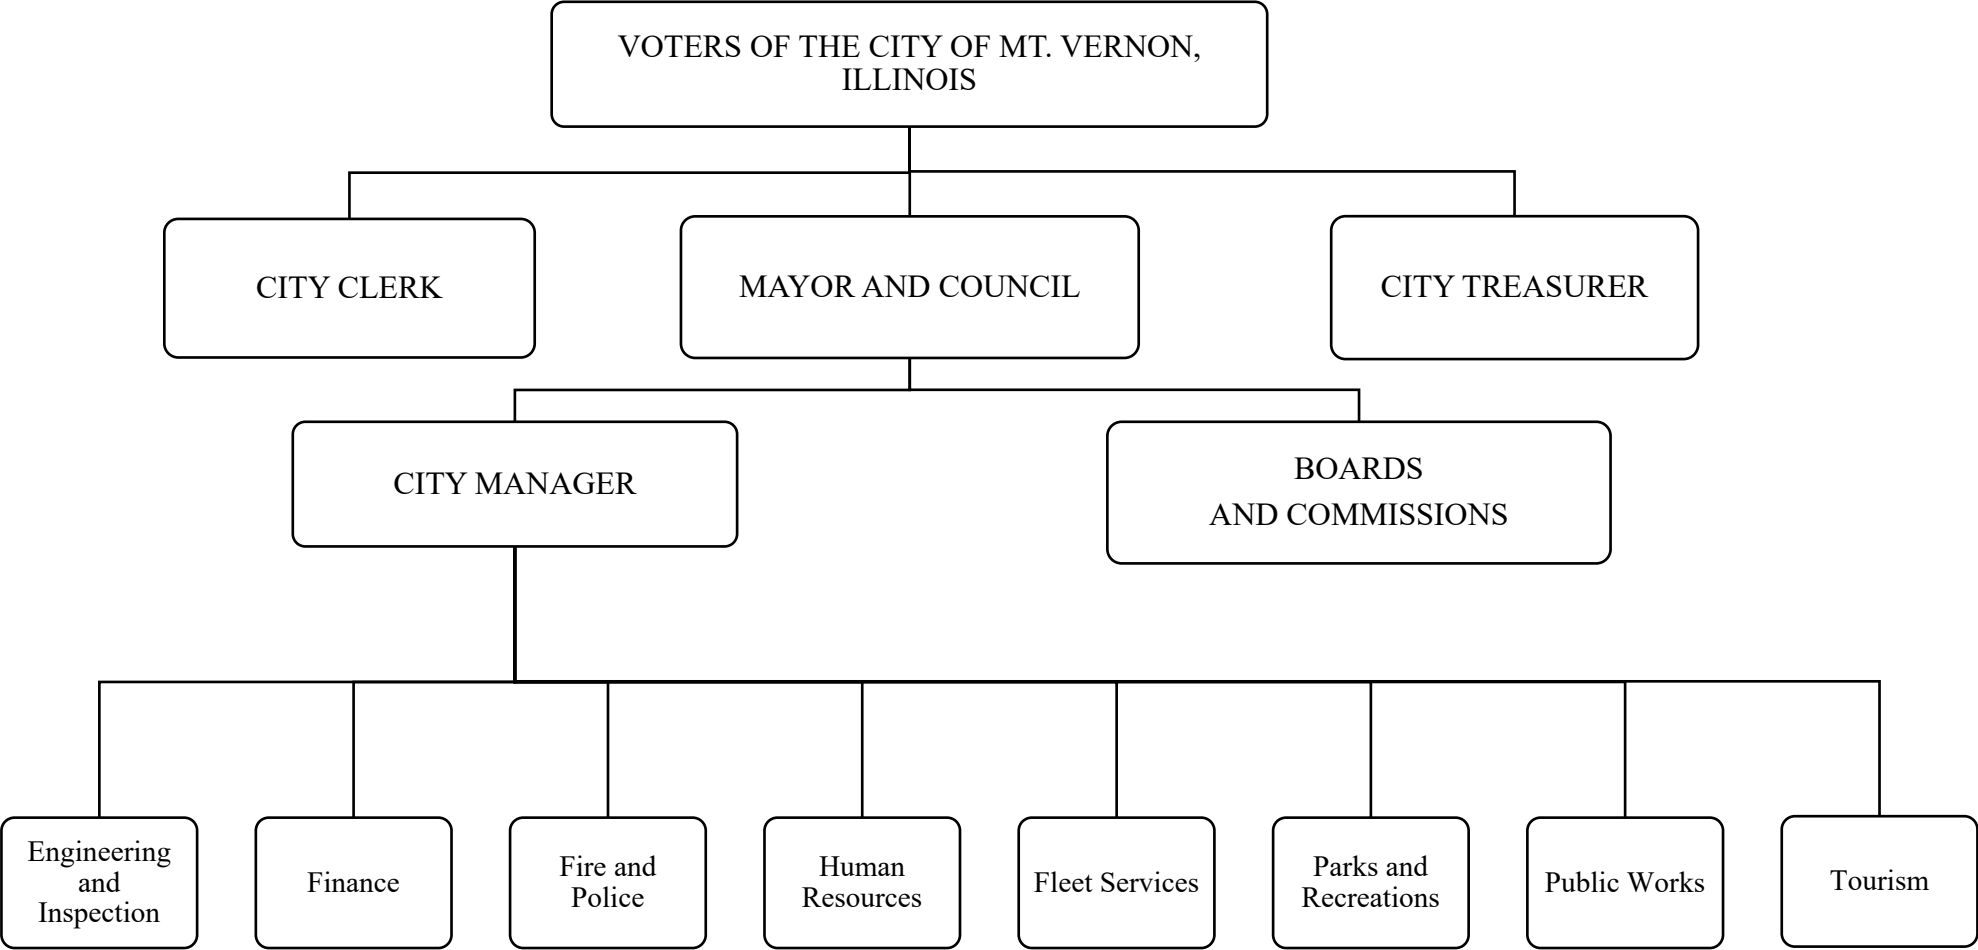 VOTERS OF THE CITY OF MT. VERNON,
ILLINOIS
CITY CLERK
MAYOR AND COUNCIL
CITY TREASURER
CITY MANAGER
BOARDS
AND COMMISSIONS
Engineering
and
Inspection
Finance
Fire and
Police
Human
Resources
Fleet Services
Parks and
Recreations
Public Works
Tourism